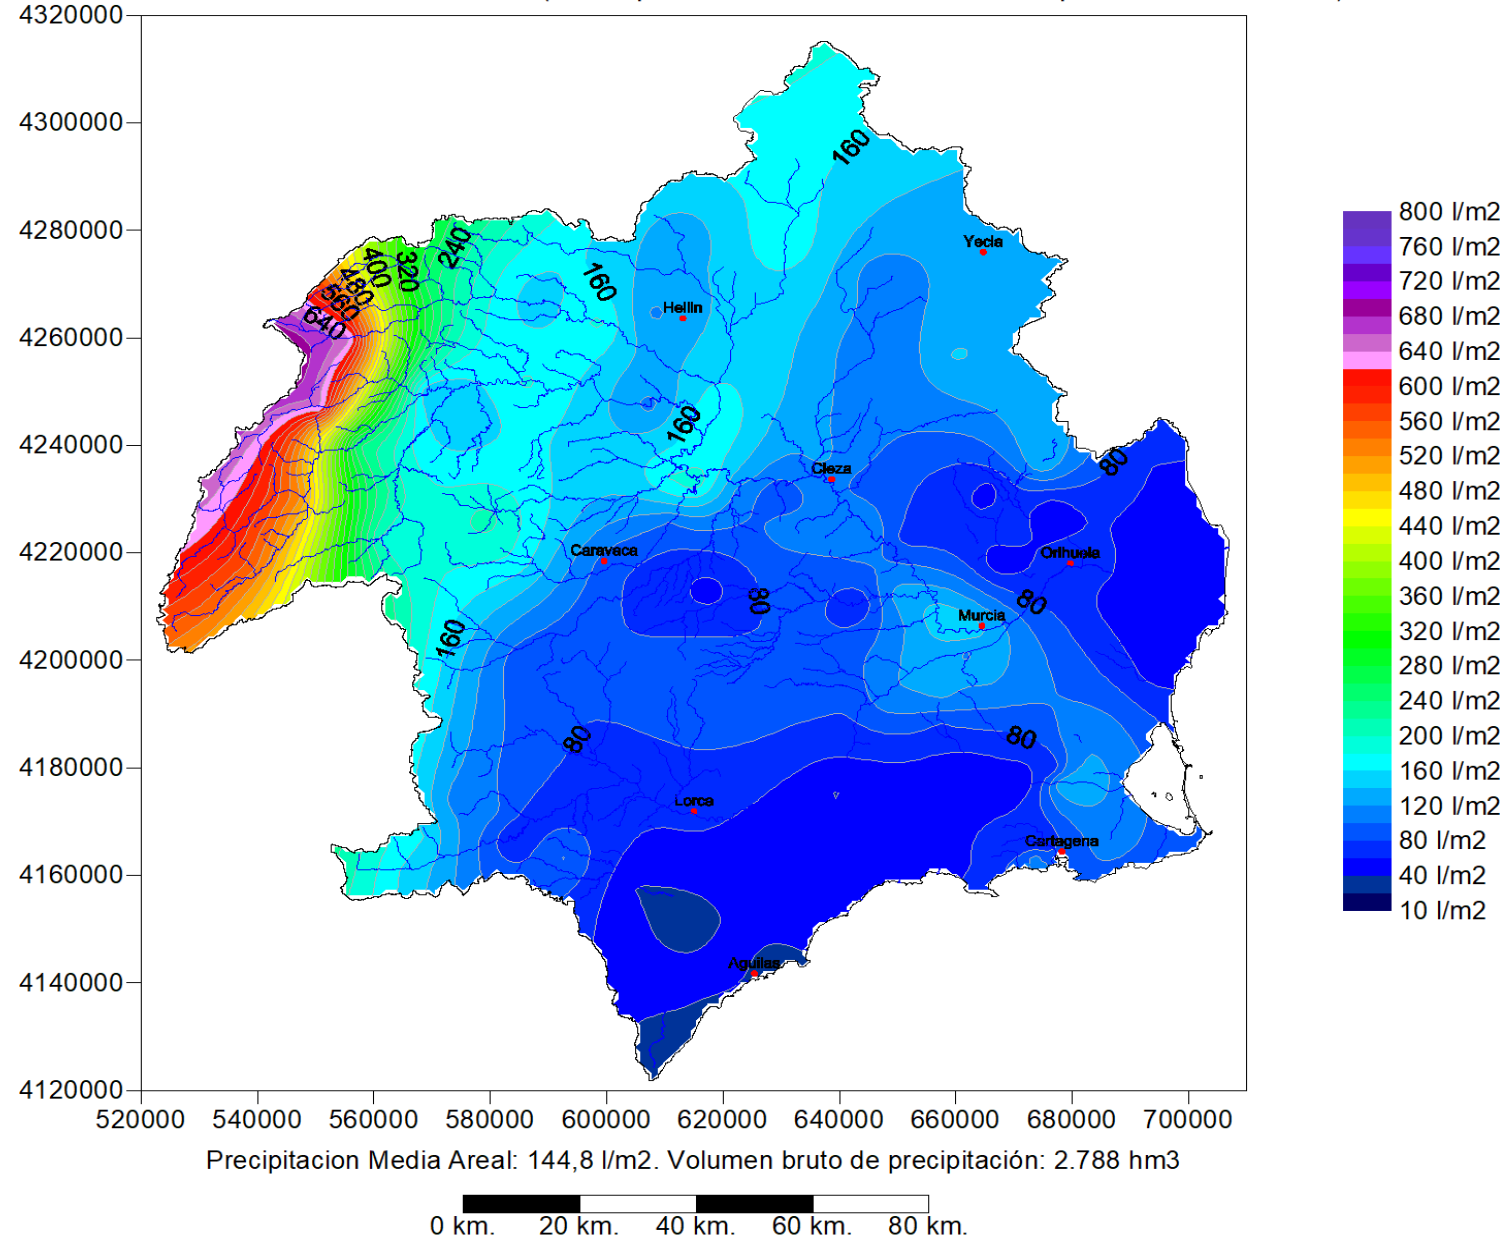 4320000
4300000
4280000
4260000
4240000
4220000
4200000
4180000
4160000
4140000
4120000
520000 540000 560000 580000 600000 620000 640000 660000 680000 700000
160
Yecla
240
400
320
480
560
640
160
Hellin
160
Cieza
80
Caravaca
Orihuela
80
80
Murcia
160
80
80
Lorca
Cartagena
Aguilas
800 l/m2
760 l/m2
720 l/m2
680 l/m2
640 l/m2
600 l/m2
560 l/m2
520 l/m2
480 l/m2
440 l/m2
400 l/m2
360 l/m2
320 l/m2
280 l/m2
240 l/m2
200 l/m2
160 l/m2
120 l/m2
80 l/m2
40 l/m2
10 l/m2
Precipitacion Media Areal: 144,8 l/m2. Volumen bruto de precipitación: 2.788 hm3
0 km. 20 km. 40 km. 60 km. 80 km.